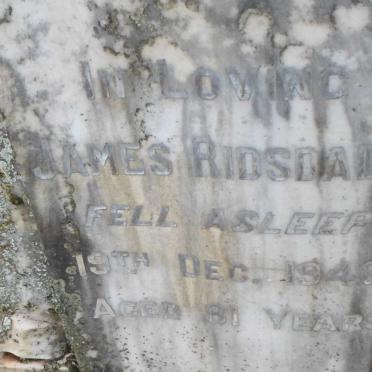 In Loving
James Ridsdal
Fell Asleep
19th Dec. 194
Aged 81 Years